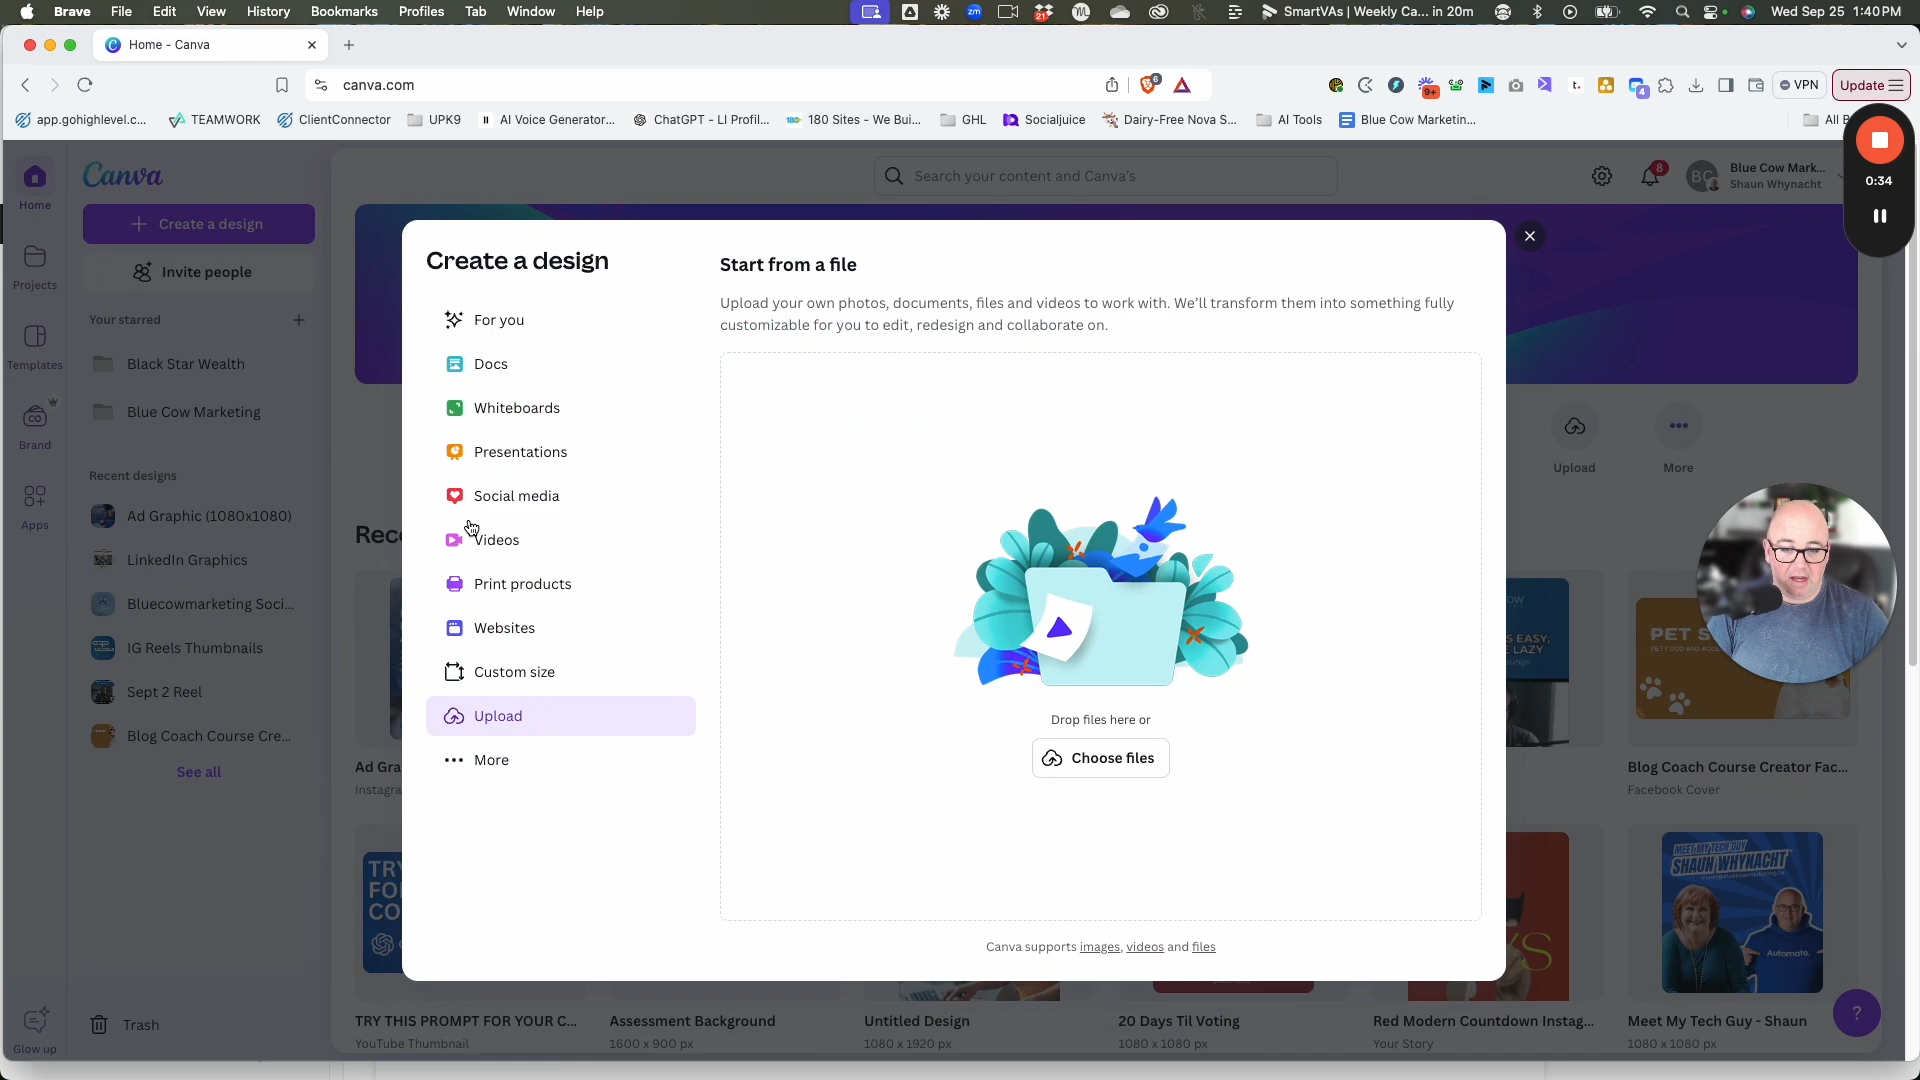 Brave File Edit View History Bookmarks Profiles Tab Window Help
zm 21 SmartVAs | Weekly Ca... in 20m Wed Sep 25 1:40 PM
Home - Canva
canva.com
6 9+ t. 4 VPN Update
app.gohighlevel.c... TEAMWORK ClientConnector UPK9 AI Voice Generator... ChatGPT - LI Profil... 180 Sites - We Bui... GHL Socialjuice Dairy-Free Nova S... AI Tools Blue Cow Marketin... All B
0:34
Home
Projects
Templates
Brand
Apps
Glow up
Canva
Create a design
Invite people
Your starred
Black Star Wealth
Blue Cow Marketing
Recent designs
Ad Graphic (1080x1080)
LinkedIn Graphics
Bluecowmarketing Soci...
IG Reels Thumbnails
Sept 2 Reel
Blog Coach Course Cre...
See all
Trash
Search your content and Canva's
8
BC
Blue Cow Mark...
Shaun Whynacht
Create a design
For you
Docs
Whiteboards
Presentations
Social media
Videos
Print products
Websites
Custom size
Upload
More
Start from a file
Upload your own photos, documents, files and videos to work with. We'll transform them into something fully
customizable for you to edit, redesign and collaborate on.
Drop files here or
Choose files
Canva supports images, videos and files
Upload
More
Rec
Ad Gra
Instagra
EASY,
LAZY
PET S
PET FOOD AND ACC
Blog Coach Course Creator Fac...
Facebook Cover
TRY
FO
CO
MEET MY TECH GUY
SHAUN WHYNACHT
Automate.
TRY THIS PROMPT FOR YOUR C...
YouTube Thumbnail
Assessment Background
1600 x 900 px
Untitled Design
1080 x 1920 px
20 Days Til Voting
1080 x 1080 px
Red Modern Countdown Instag...
Your Story
Meet My Tech Guy - Shaun
1080 x 1080 px
?